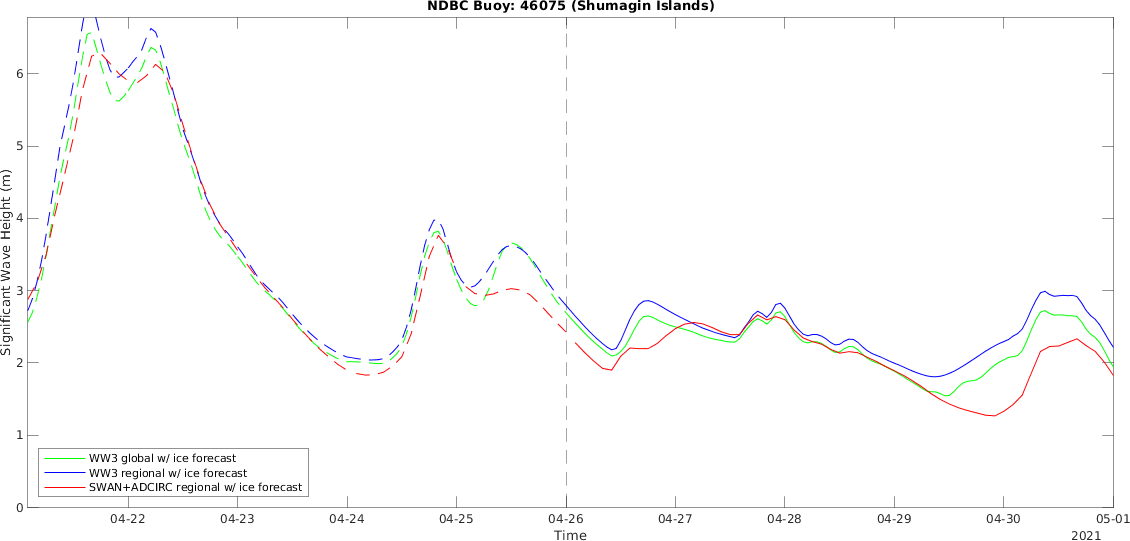 NDBC Buoy: 46075 (Shumagin Islands)
Significant Wave Height (m)
6
5
4
3
2
1
0
WW3 global w/ ice forecast
WW3 regional w/ ice forecast
SWAN+ADCIRC regional w/ ice forecast
04-22 04-23 04-24 04-25 04-26 04-27 04-28 04-29 04-30 05-01
Time
2021